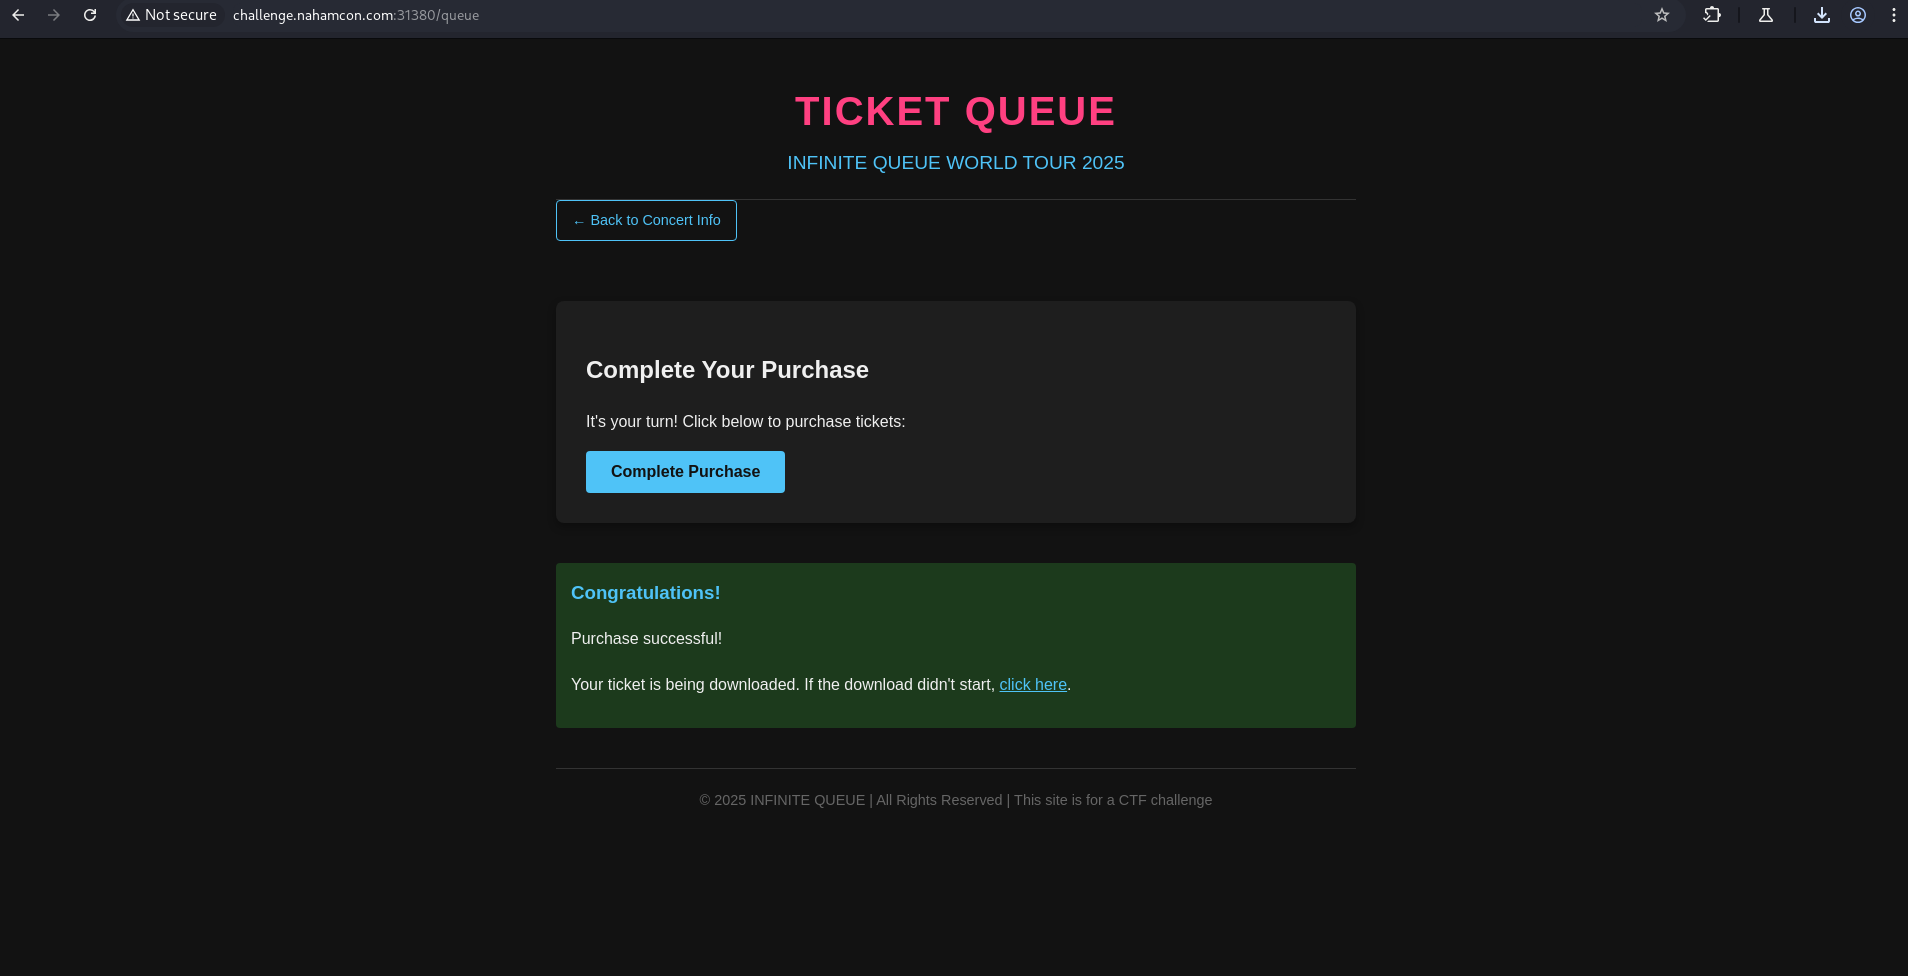 Not secure challenge.nahamcon.com:31380/queue
TICKET QUEUE
INFINITE QUEUE WORLD TOUR 2025
← Back to Concert Info
Complete Your Purchase
It's your turn! Click below to purchase tickets:
Complete Purchase
Congratulations!
Purchase successful!
Your ticket is being downloaded. If the download didn't start, click here.
© 2025 INFINITE QUEUE | All Rights Reserved | This site is for a CTF challenge